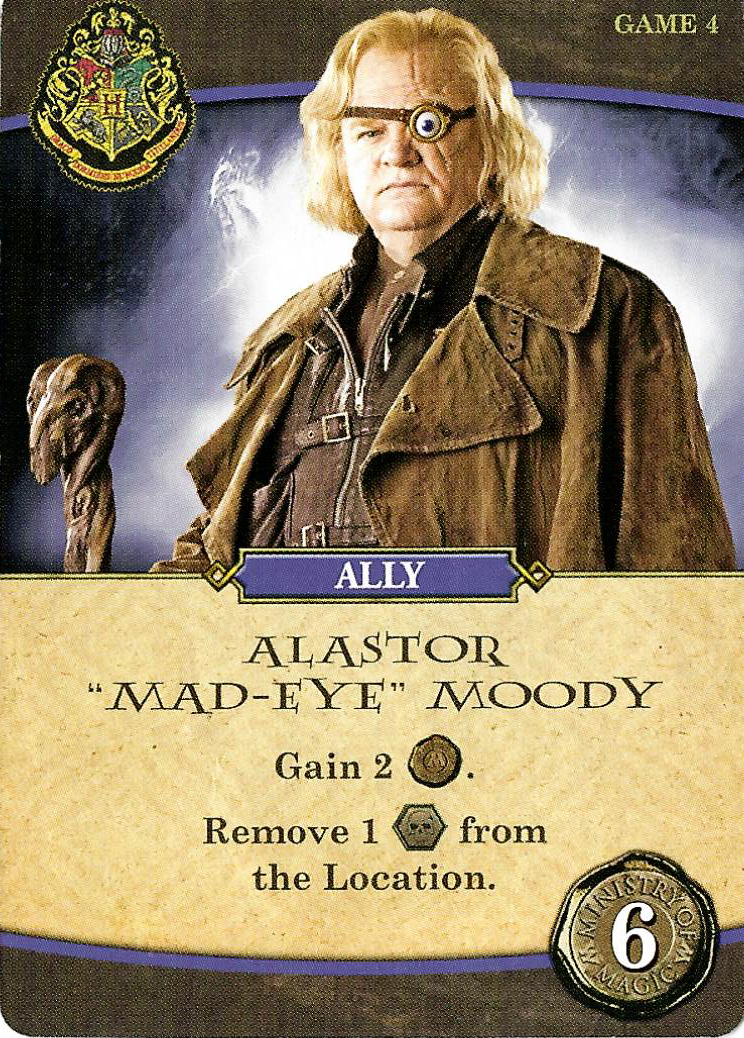 GAME 4
ALLY
ALASTOR
"MAD-EYE" MOODY
Gain 2 .
Remove 1 from
the Location.
MINISTRY OF
6
MAGIC